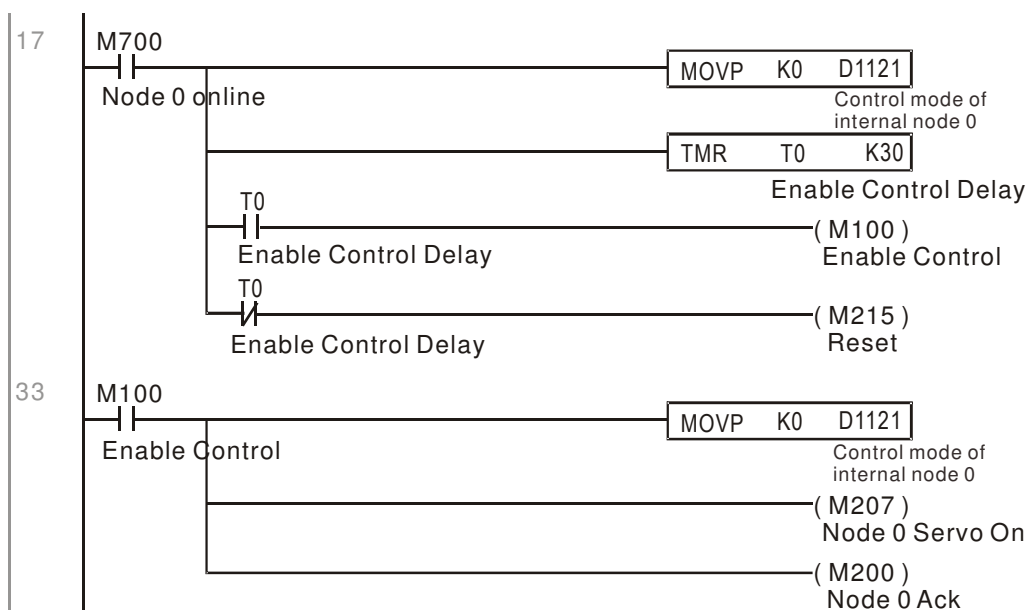 17
M700
MOVP K0 D1121
Node 0 online
Control mode of
internal node 0
TMR T0 K30
Enable Control Delay
T0
( M100 )
Enable Control Delay
Enable Control
T0
( M215 )
Enable Control Delay
Reset
33
M100
MOVP K0 D1121
Enable Control
Control mode of
internal node 0
( M207 )
Node 0 Servo On
( M200 )
Node 0 Ack